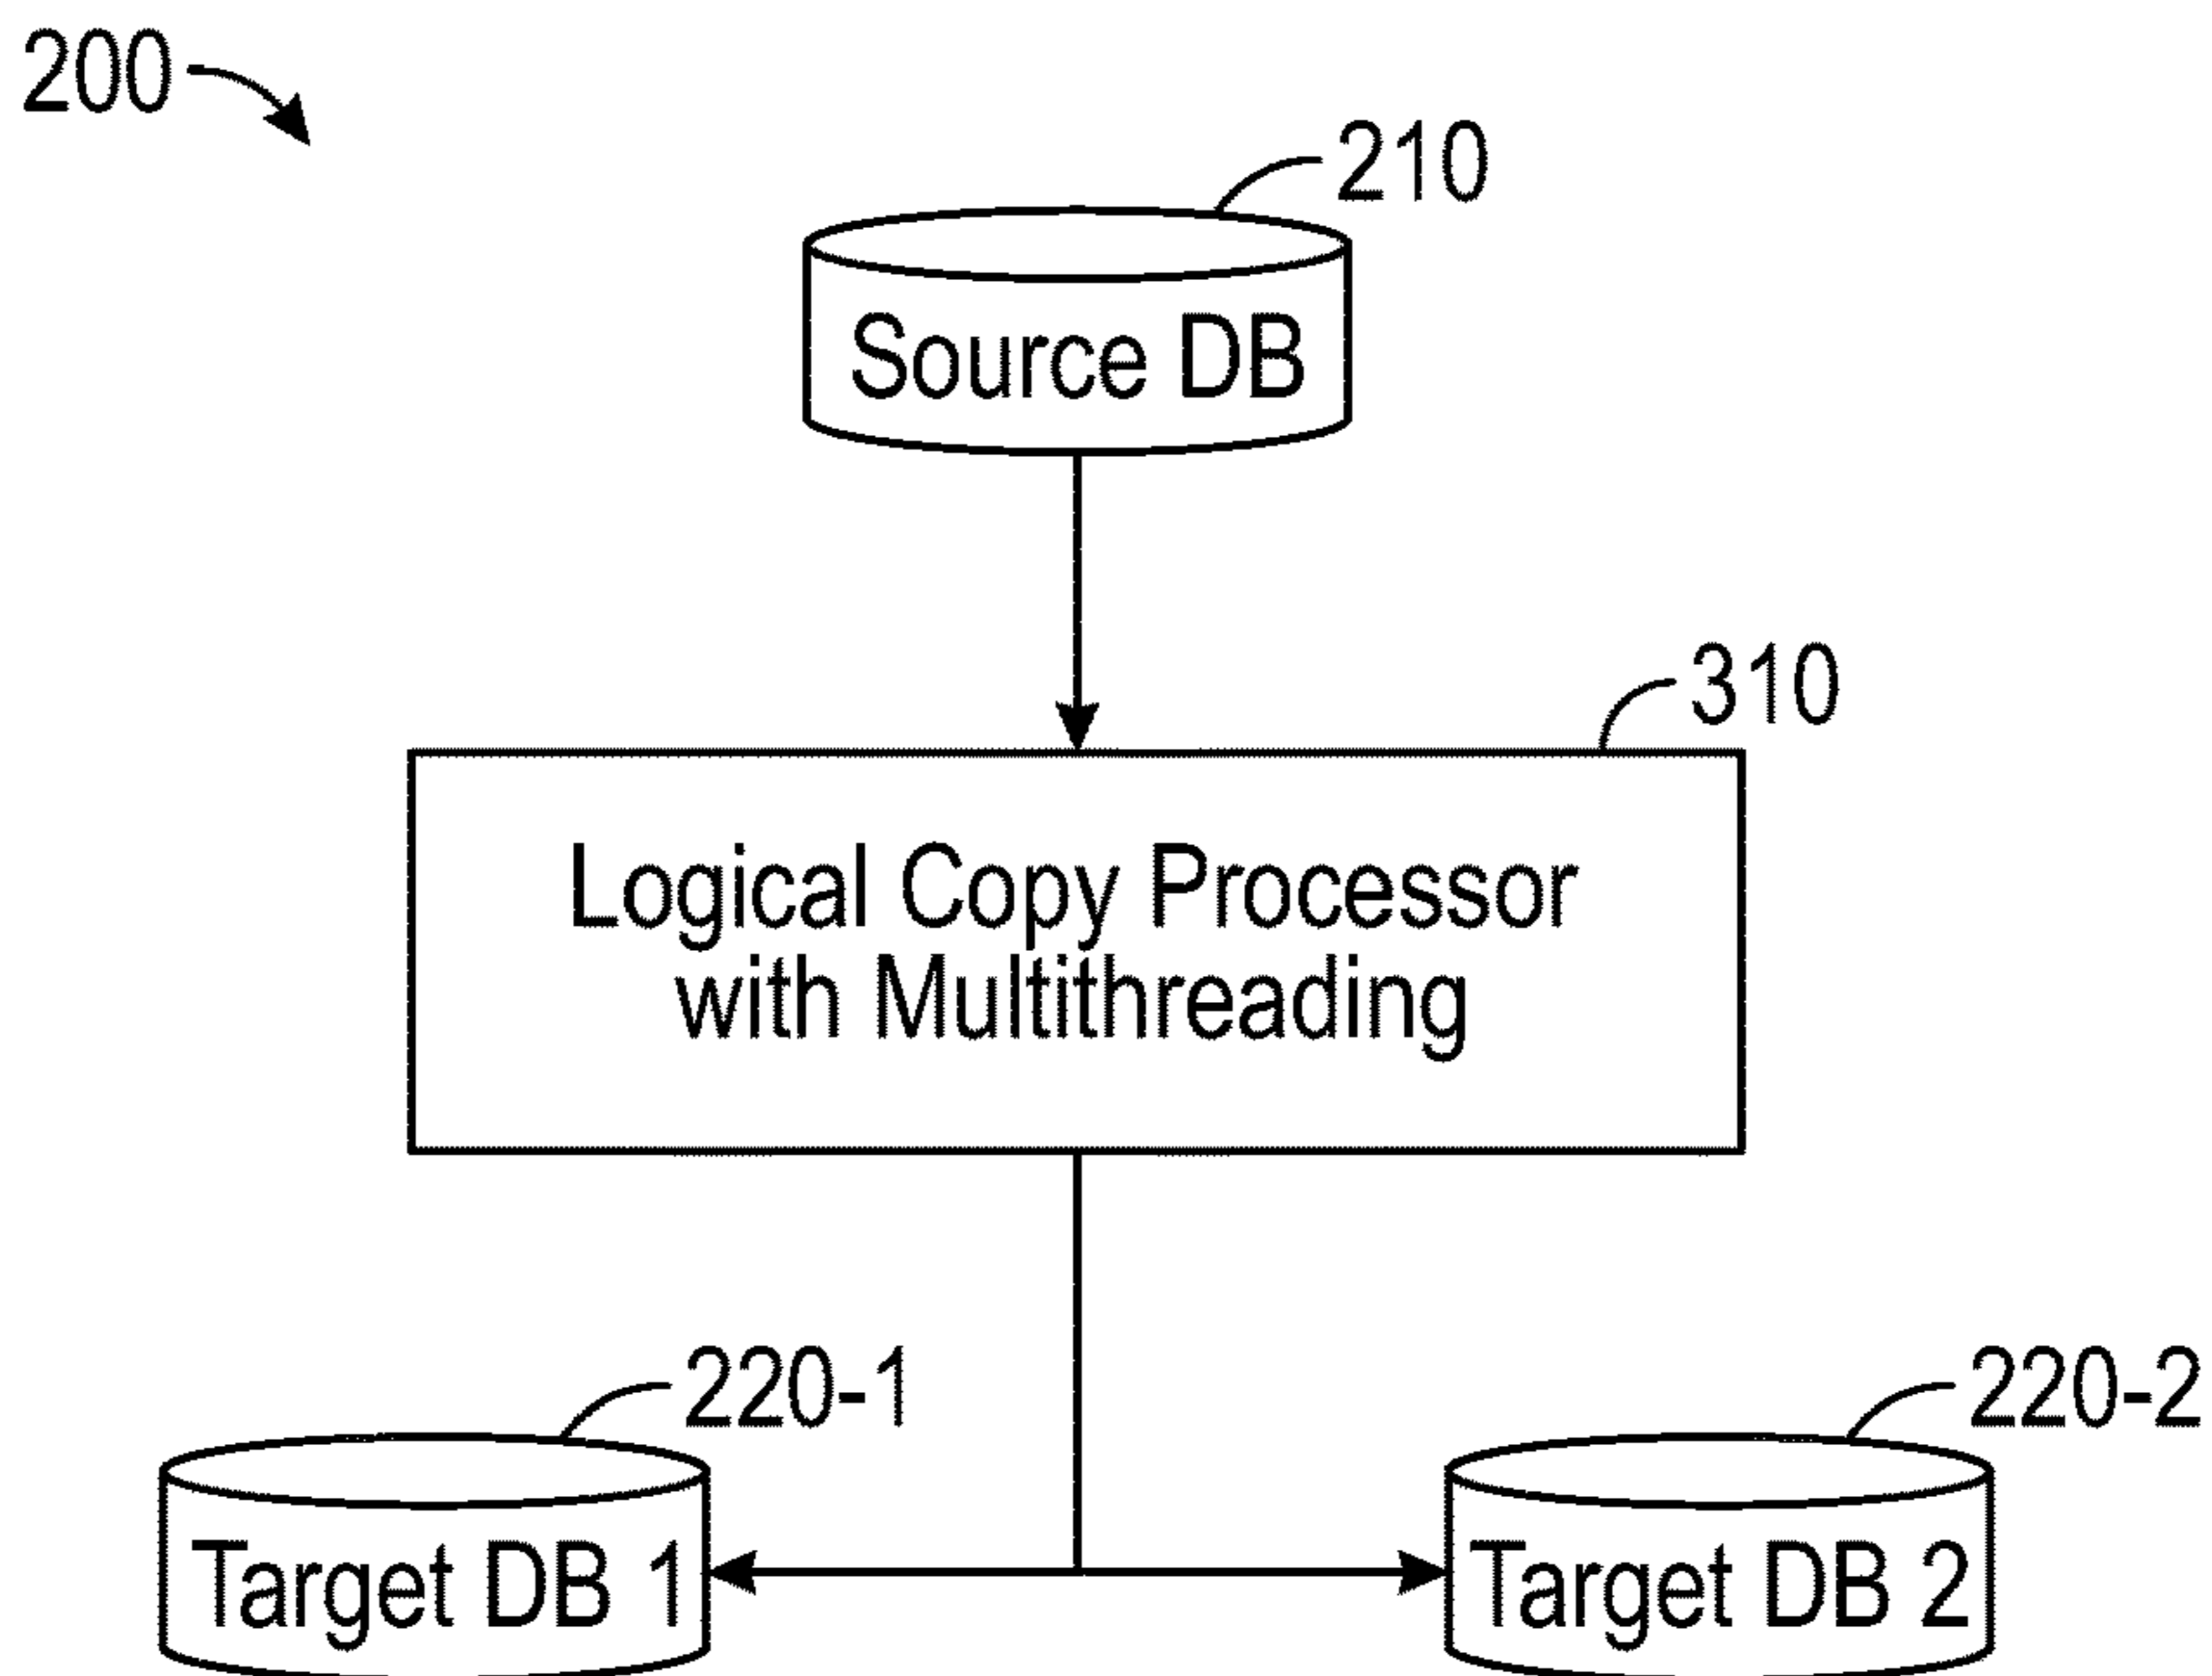 200
210
Source DB
310
Logical Copy Processor
with Multithreading
220-1
220-2
Target DB 1
Target DB 2